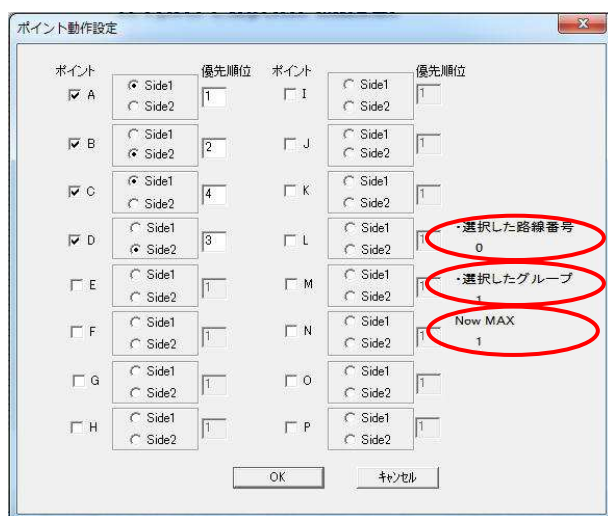 ポイント動作設定
ポイント 優先順位 ポイント 優先順位
A Side1 Side2 1 I Side1 Side2 1
B Side1 Side2 2 J Side1 Side2 1
C Side1 Side2 4 K Side1 Side2 1
D Side1 Side2 3 L Side1 Side2 1
・選択した路線番号
0
E Side1 Side2 1 M Side1 Side2 1
・選択したグループ
1
F Side1 Side2 1 N Side1 Side2 1
Now MAX
1
G Side1 Side2 1 O Side1 Side2 1
H Side1 Side2 1 P Side1 Side2 1
OK キャンセル